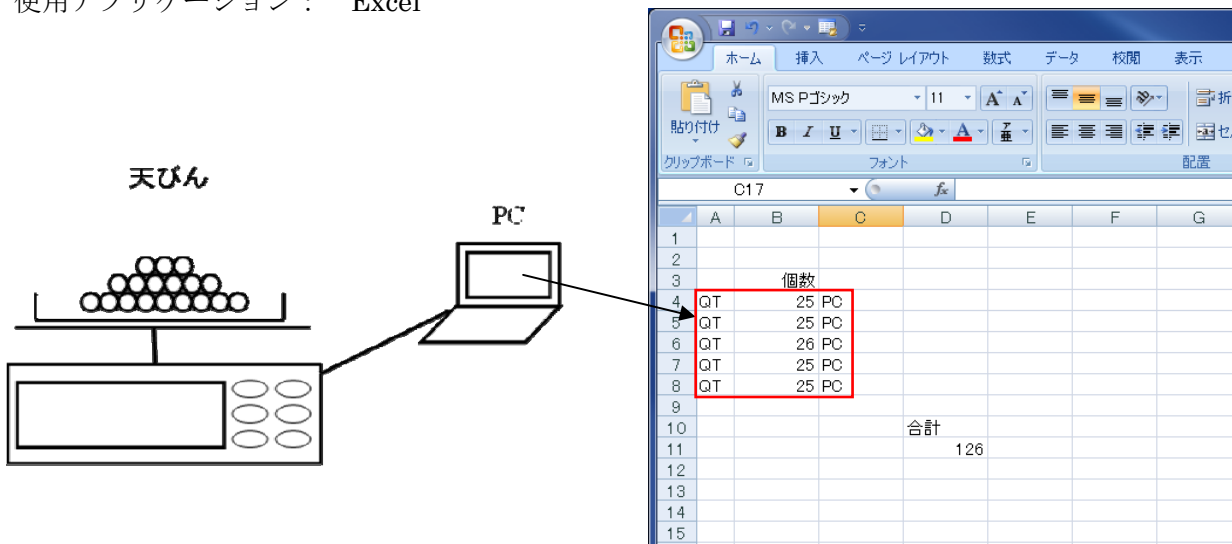 使用アプリケーション： Excel
天びん
PC
ホーム 挿入 ページ レイアウト 数式 データ 校閲 表示
貼り付け
MS Pゴシック 11 A A
B I U A ア亜
折
セ
クリップボード フォント 配置
C17 fx
A B C D E F G
1
2
3 個数
4 QT 25 PC
5 QT 25 PC
6 QT 26 PC
7 QT 25 PC
8 QT 25 PC
9
10 合計
11 126
12
13
14
15